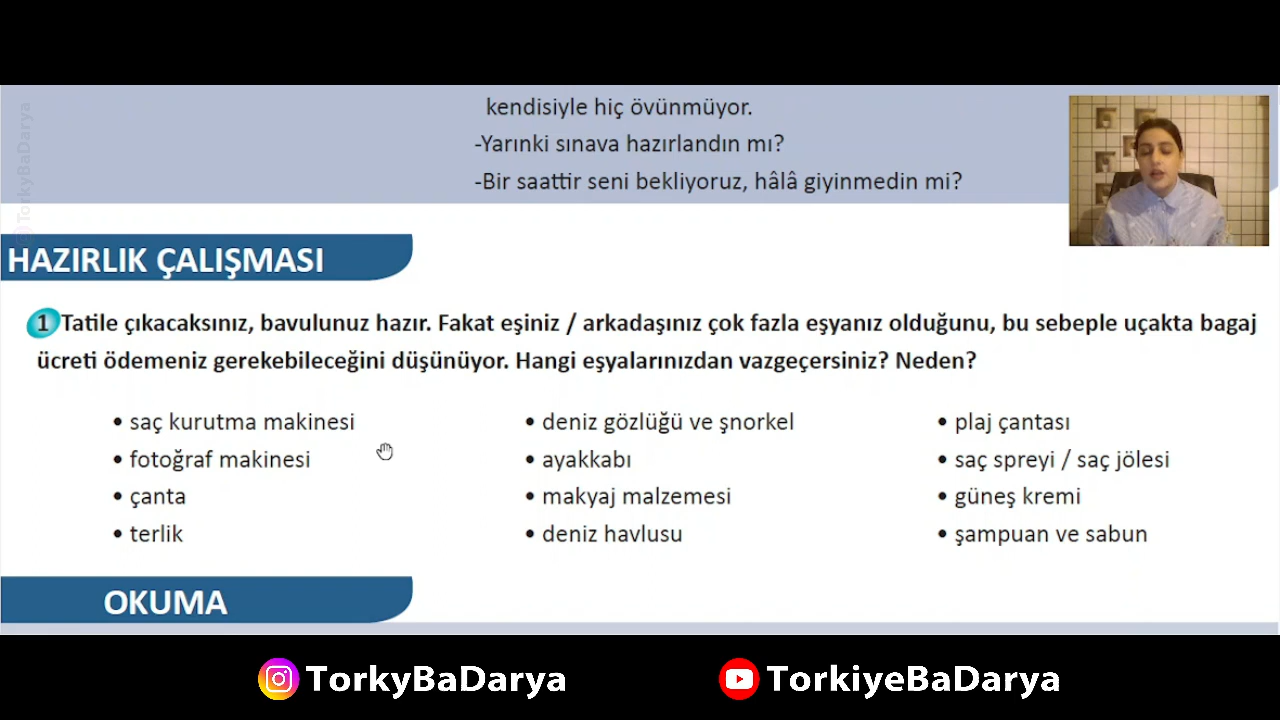 kendisiyle hiç övünmüyor.
-Yarınki sınava hazırlandın mı?
-Bir saattir seni bekliyoruz, hâlâ giyinmedin mi?
@TorkyBaDarya
HAZIRLIK ÇALIŞMASI
1 Tatile çıkacaksınız, bavulunuz hazır. Fakat eşiniz / arkadaşınız çok fazla eşyanız olduğunu, bu sebeple uçakta bagaj
ücreti ödemeniz gerekebileceğini düşünüyor. Hangi eşyalarınızdan vazgeçersiniz? Neden?
• saç kurutma makinesi
• fotoğraf makinesi
• çanta
• terlik
• deniz gözlüğü ve şnorkel
• ayakkabı
• makyaj malzemesi
• deniz havlusu
• plaj çantası
• saç spreyi / saç jölesi
• güneş kremi
• şampuan ve sabun
OKUMA
TorkyBaDarya
TorkiyeBaDarya